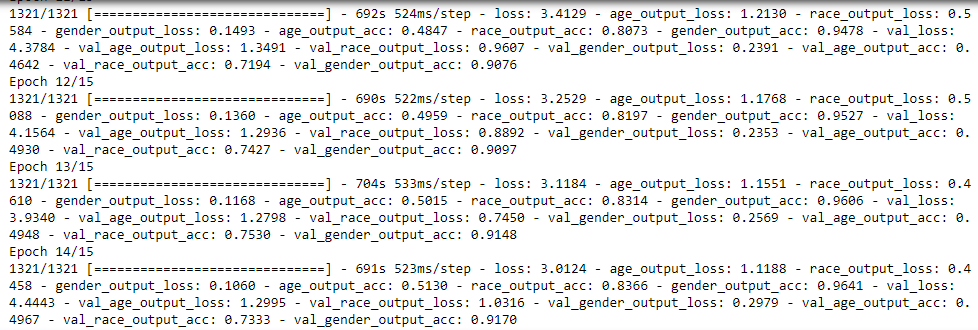 1321/1321 [==============================] - 692s 524ms/step - loss: 3.4129 - age_output_loss: 1.2130 - race_output_loss: 0.5
584 - gender_output_loss: 0.1493 - age_output_acc: 0.4847 - race_output_acc: 0.8073 - gender_output_acc: 0.9478 - val_loss:
4.3784 - val_age_output_loss: 1.3491 - val_race_output_loss: 0.9607 - val_gender_output_loss: 0.2391 - val_age_output_acc: 0.
4642 - val_race_output_acc: 0.7194 - val_gender_output_acc: 0.9076
Epoch 12/15
1321/1321 [==============================] - 690s 522ms/step - loss: 3.2529 - age_output_loss: 1.1768 - race_output_loss: 0.5
088 - gender_output_loss: 0.1360 - age_output_acc: 0.4959 - race_output_acc: 0.8197 - gender_output_acc: 0.9527 - val_loss:
4.1564 - val_age_output_loss: 1.2936 - val_race_output_loss: 0.8892 - val_gender_output_loss: 0.2353 - val_age_output_acc: 0.
4930 - val_race_output_acc: 0.7427 - val_gender_output_acc: 0.9097
Epoch 13/15
1321/1321 [==============================] - 704s 533ms/step - loss: 3.1184 - age_output_loss: 1.1551 - race_output_loss: 0.4
610 - gender_output_loss: 0.1168 - age_output_acc: 0.5015 - race_output_acc: 0.8314 - gender_output_acc: 0.9606 - val_loss:
3.9340 - val_age_output_loss: 1.2798 - val_race_output_loss: 0.7450 - val_gender_output_loss: 0.2569 - val_age_output_acc: 0.
4948 - val_race_output_acc: 0.7530 - val_gender_output_acc: 0.9148
Epoch 14/15
1321/1321 [==============================] - 691s 523ms/step - loss: 3.0124 - age_output_loss: 1.1188 - race_output_loss: 0.4
458 - gender_output_loss: 0.1060 - age_output_acc: 0.5130 - race_output_acc: 0.8366 - gender_output_acc: 0.9641 - val_loss:
4.4443 - val_age_output_loss: 1.2995 - val_race_output_loss: 1.0316 - val_gender_output_loss: 0.2979 - val_age_output_acc: 0.
4967 - val_race_output_acc: 0.7333 - val_gender_output_acc: 0.9170